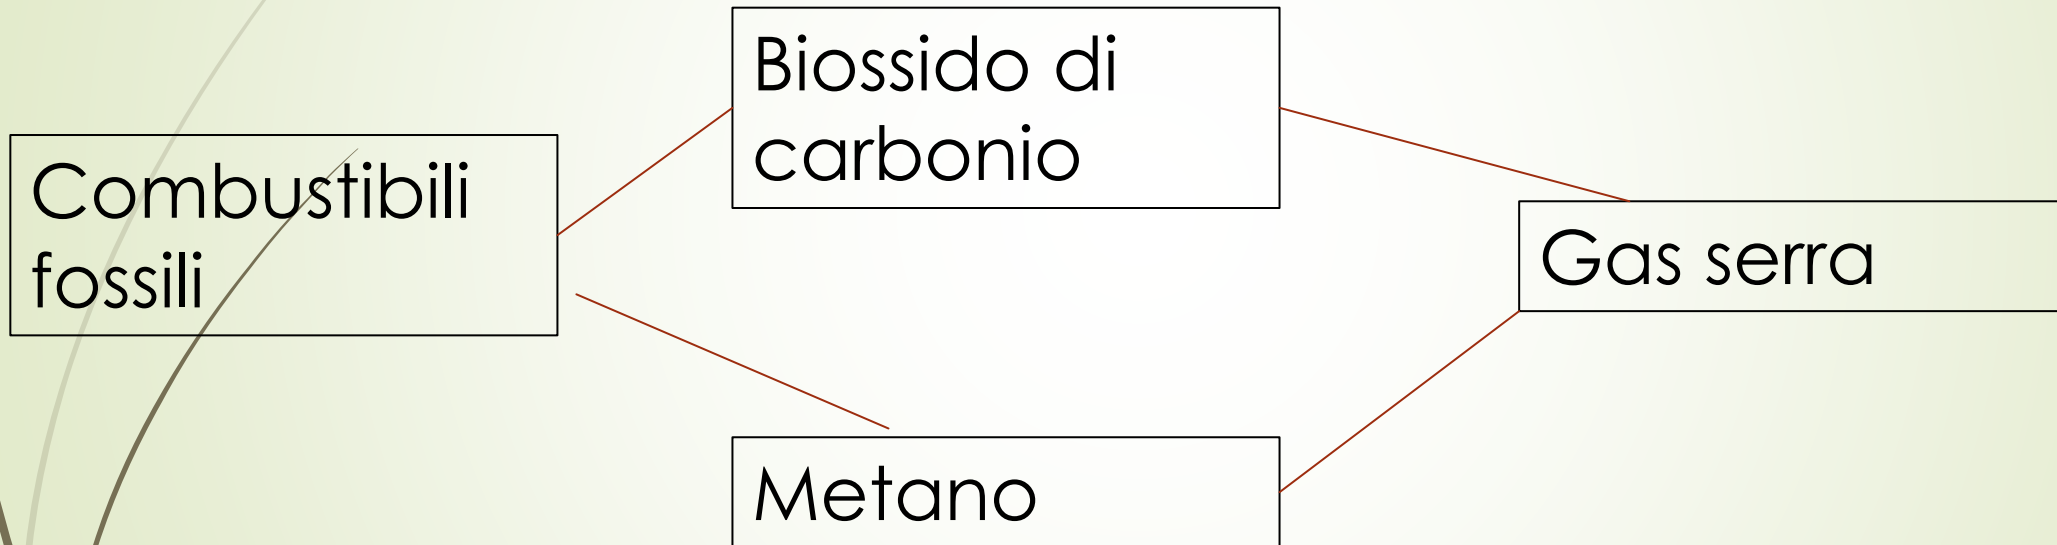 Biossido di
carbonio
Combustibili
fossili
Gas serra
Metano